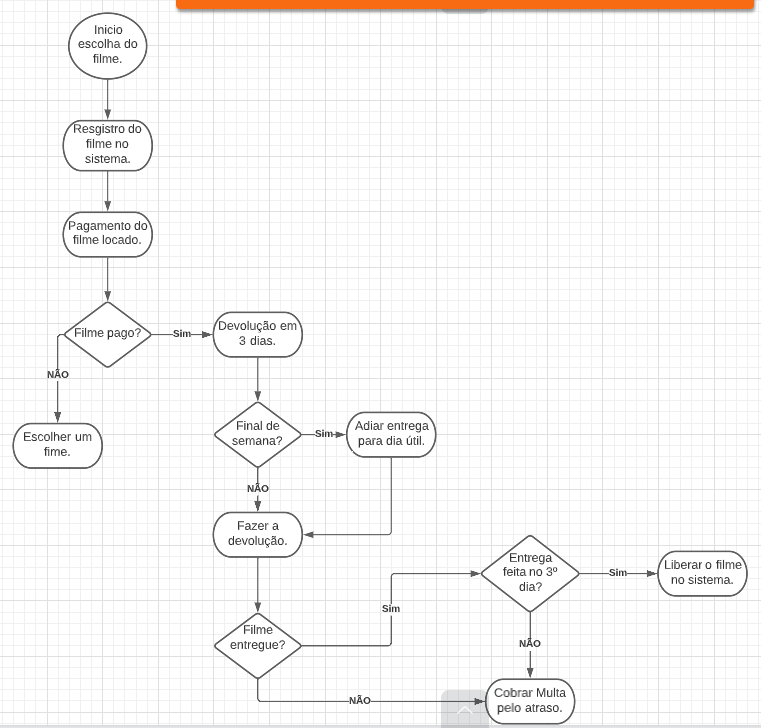 Inicio
escolha do
filme.
Resgistro do
filme no
sistema.
Pagamento do
filme locado.
Filme pago?
Sim
Devolução em
3 dias.
NÃO
Escolher um
fime.
Final de
semana?
Sim
Adiar entrega
para dia útil.
NÃO
Fazer a
devolução.
Entrega
feita no 3º
dia?
Sim
Liberar o filme
no sistema.
Sim
Filme
entregue?
NÃO
NÃO
Cobrar Multa
pelo atraso.